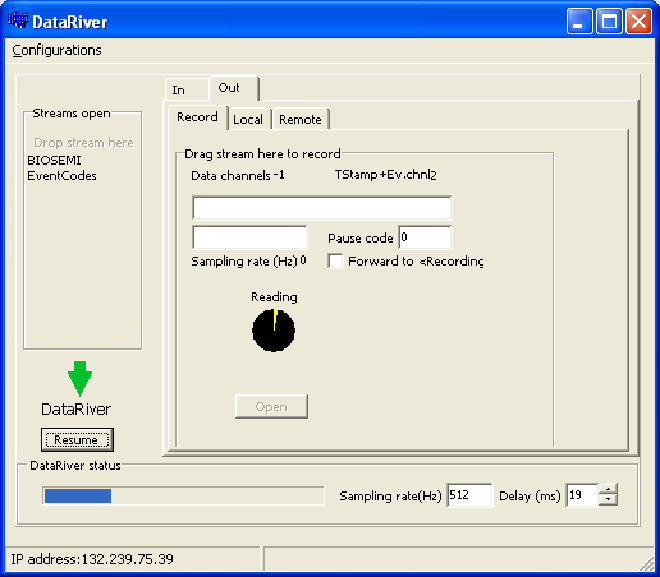 DataRiver
Configurations
In
Out
Streams open
Drop stream here
BIOSEMI
EventCodes
Record
Local
Remote
Drag stream here to record
Data channels -1
TStamp+Ev.chnl2
Pause code 0
Sampling rate (Hz) 0
Forward to <Recording
Reading
Open
DataRiver
Resume
DataRiver status
Sampling rate(Hz) 512 Delay (ms) 19
IP address:132.239.75.39